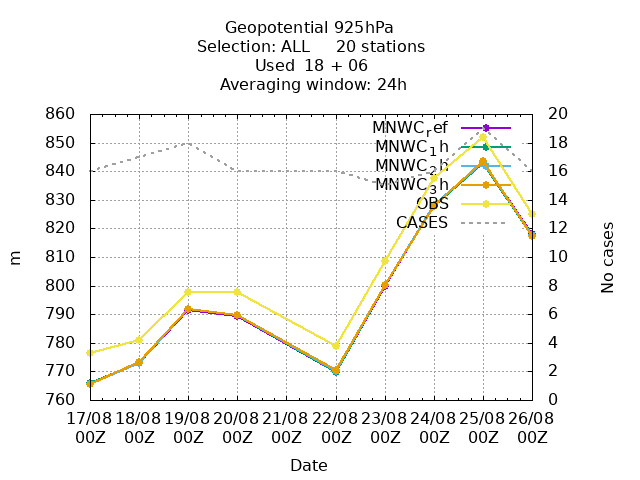 Geopotential 925hPa
Selection: ALL 20 stations
Used 18 + 06
Averaging window: 24h
860
850
840
830
820
810
800
790
780
770
760
m
20
18
16
14
12
10
8
6
4
2
0
No cases
MNWC_ref
MNWC_1h
MNWC_2h
MNWC_3h
OBS
CASES
17/08 18/08 19/08 20/08 21/08 22/08 23/08 24/08 25/08 26/08
00Z 00Z 00Z 00Z 00Z 00Z 00Z 00Z 00Z 00Z
Date